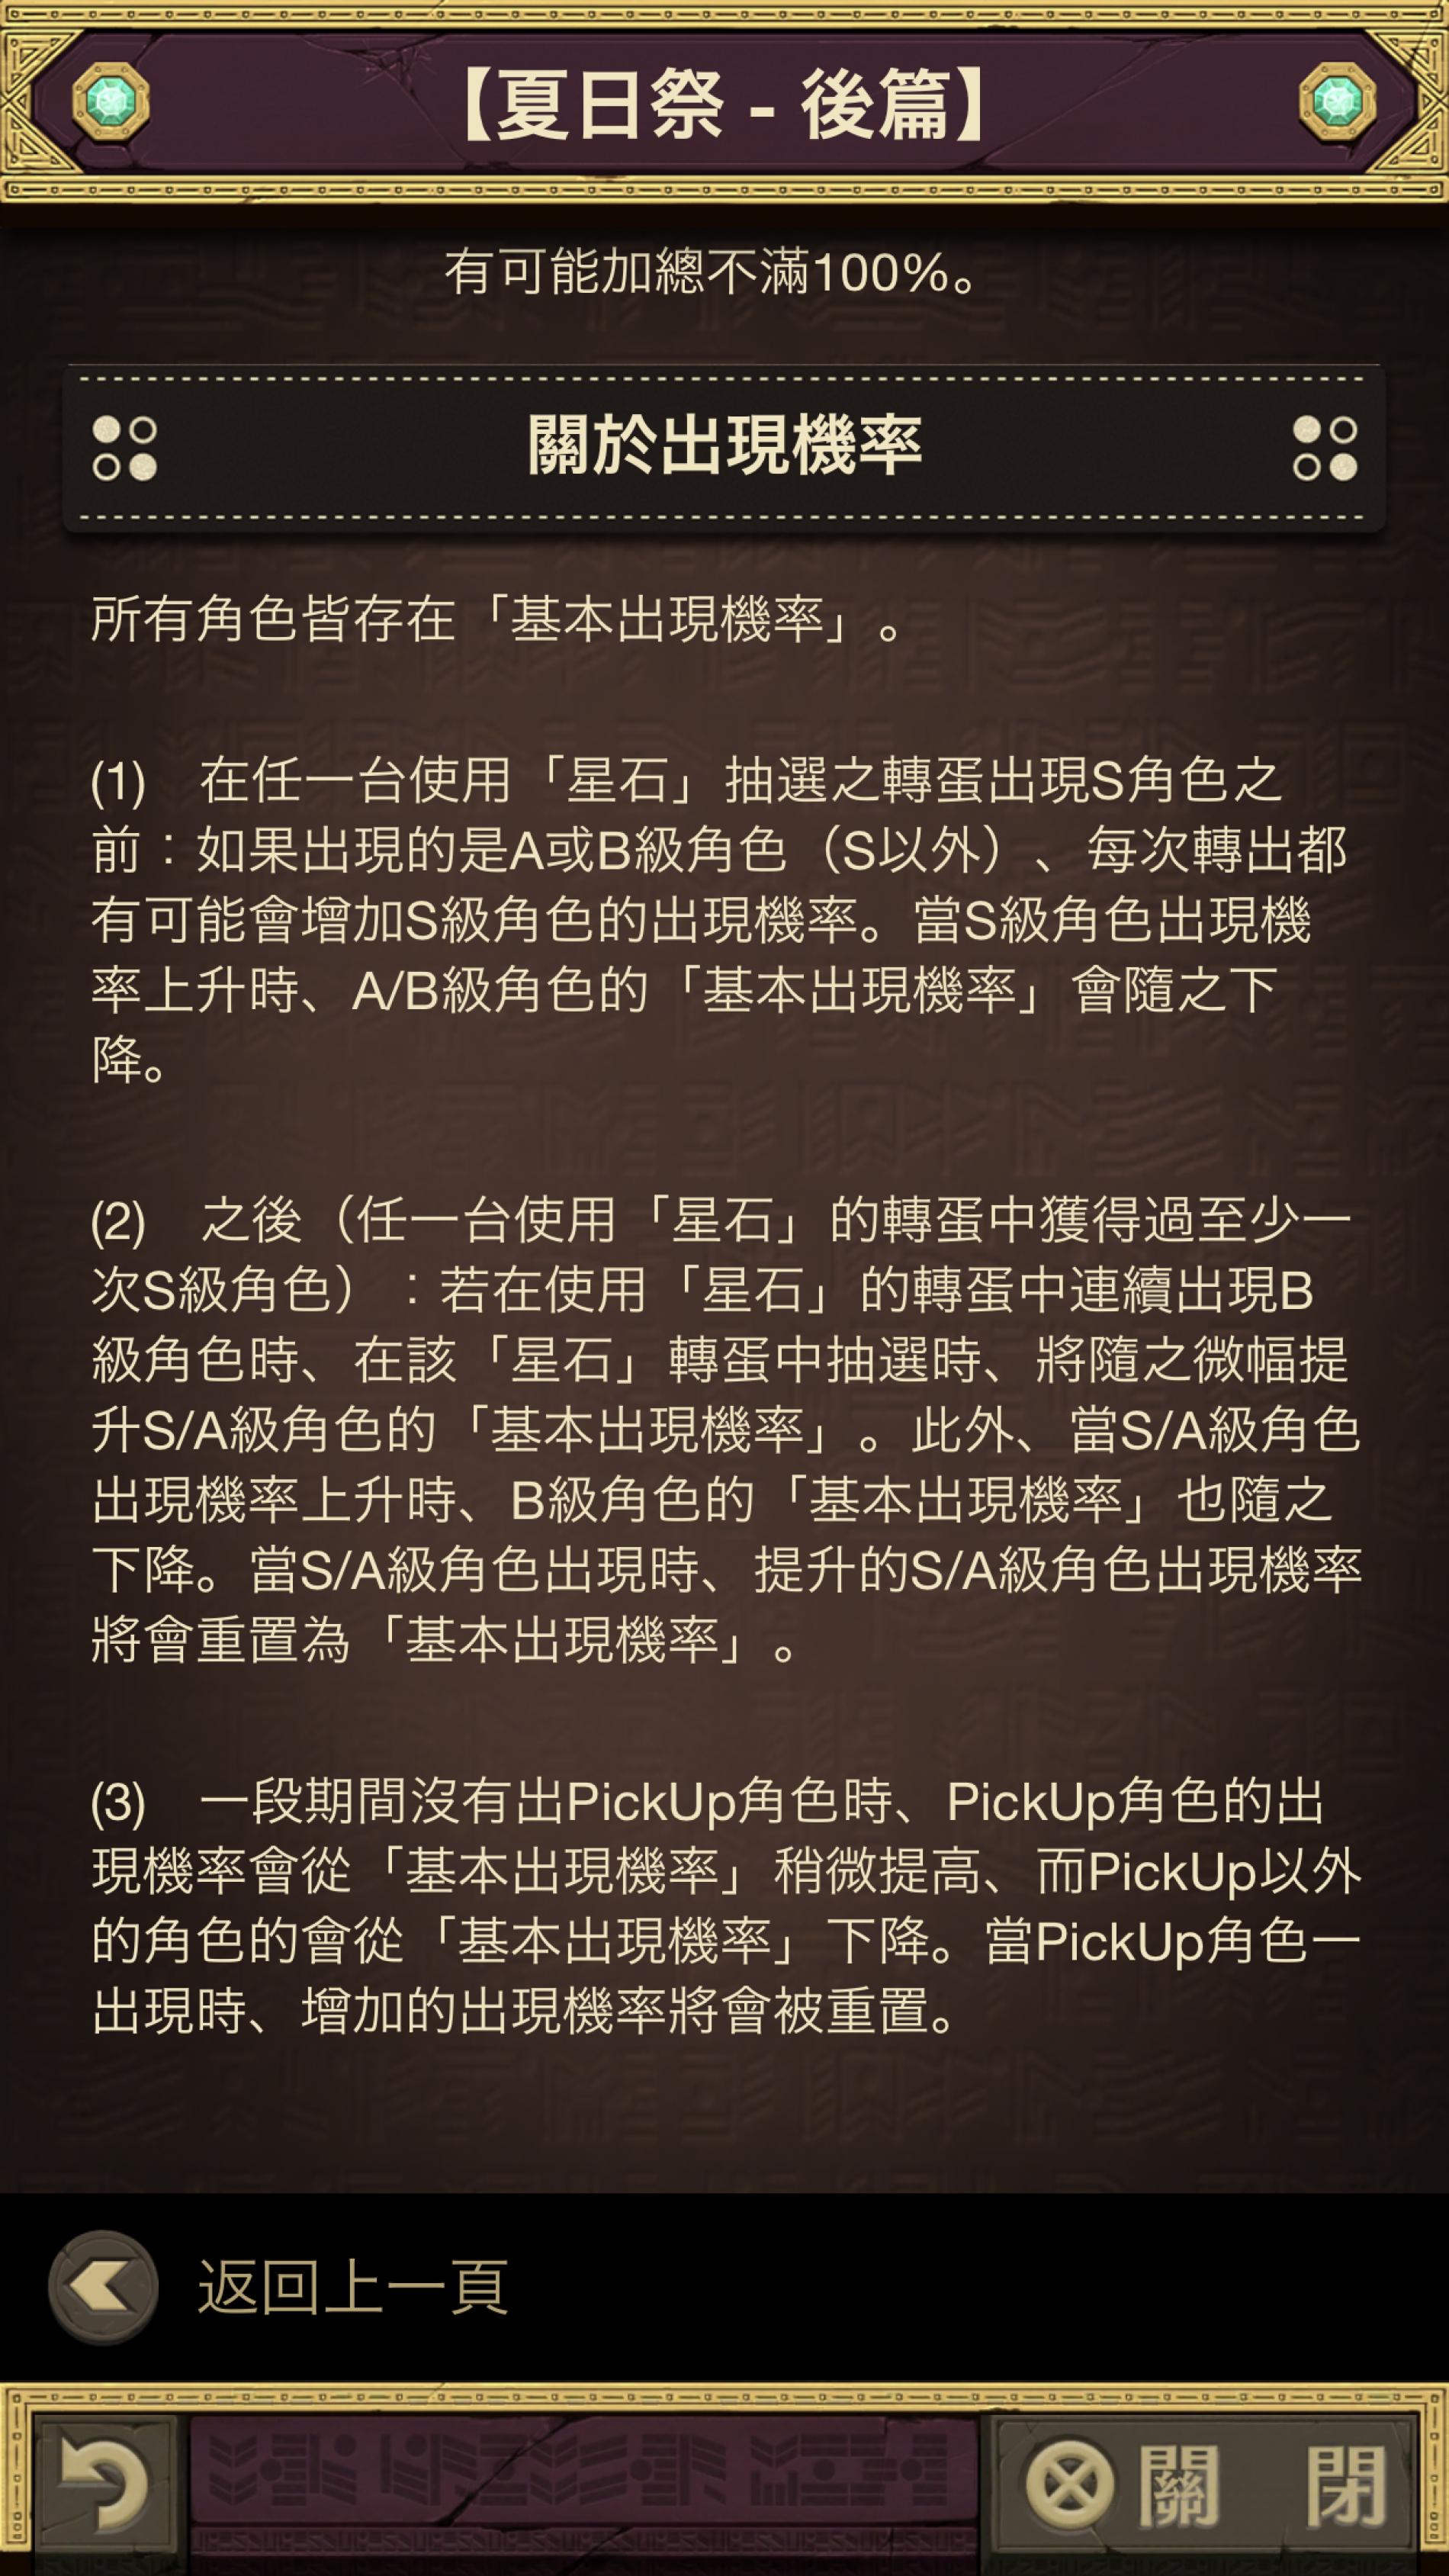 【夏日祭 - 後篇】
有可能加總不滿100%。
關於出現機率
所有角色皆存在「基本出現機率」。
(1)　在任一台使用「星石」抽選之轉蛋出現S角色之
前：如果出現的是A或B級角色（S以外）、每次轉出都
有可能會增加S級角色的出現機率。當S級角色出現機
率上升時、A/B級角色的「基本出現機率」會隨之下
降。
(2)　之後（任一台使用「星石」的轉蛋中獲得過至少一
次S級角色）：若在使用「星石」的轉蛋中連續出現B
級角色時、在該「星石」轉蛋中抽選時、將隨之微幅提
升S/A級角色的「基本出現機率」。此外、當S/A級角色
出現機率上升時、B級角色的「基本出現機率」也隨之
下降。當S/A級角色出現時、提升的S/A級角色出現機率
將會重置為「基本出現機率」。
(3)　一段期間沒有出PickUp角色時、PickUp角色的出
現機率會從「基本出現機率」稍微提高、而PickUp以外
的角色的會從「基本出現機率」下降。當PickUp角色一
出現時、增加的出現機率將會被重置。
返回上一頁
關　閉